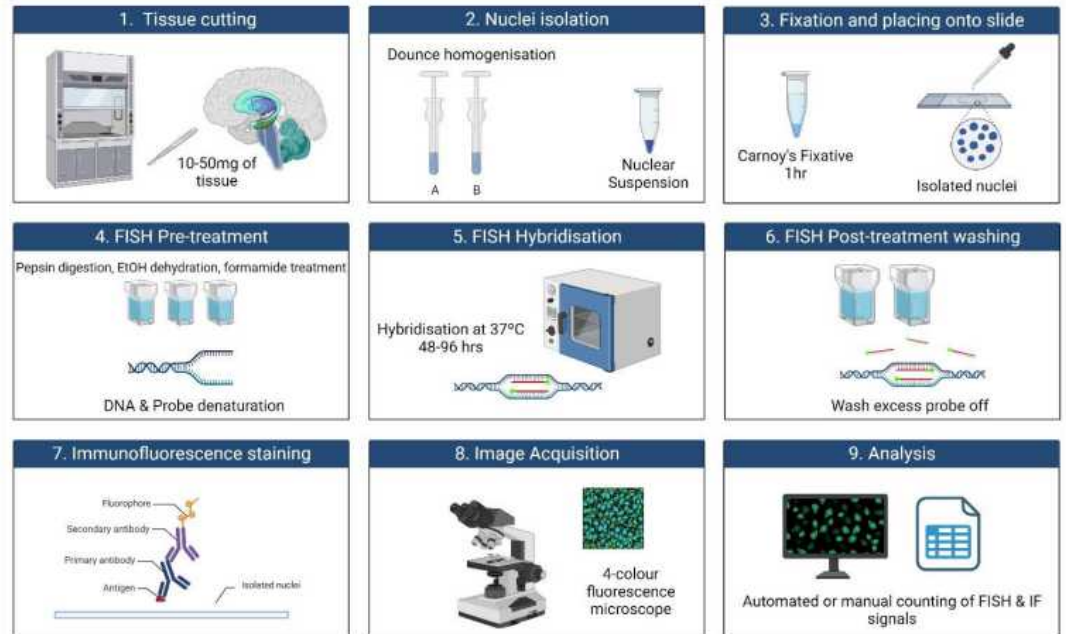 1. Tissue cutting
10-50mg of
tissue
2. Nuclei isolation
Dounce homogenisation
A
B
Nuclear
Suspension
3. Fixation and placing onto slide
Carnoy's Fixative
1hr
Isolated nuclei
4. FISH Pre-treatment
Pepsin digestion, EtOH dehydration, formamide treatment
DNA & Probe denaturation
5. FISH Hybridisation
Hybridisation at 37ºC
48-96 hrs
6. FISH Post-treatment washing
Wash excess probe off
7. Immunofluorescence staining
Fluorophore
Secondary antibody
Primary antibody
Antigen
Isolated nuclei
8. Image Acquisition
4-colour
fluorescence
microscope
9. Analysis
Automated or manual counting of FISH & IF
signals